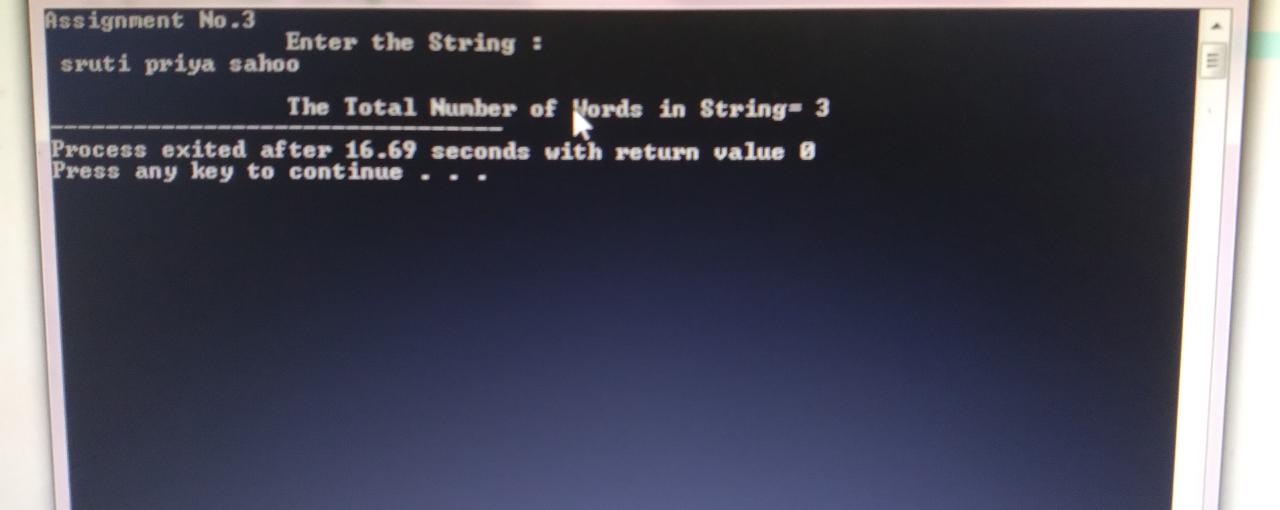 Assignment No.3
Enter the String :
sruti priya sahoo
The Total Number of Words in String= 3
--------------------------------
Process exited after 16.69 seconds with return value 0
Press any key to continue . . .